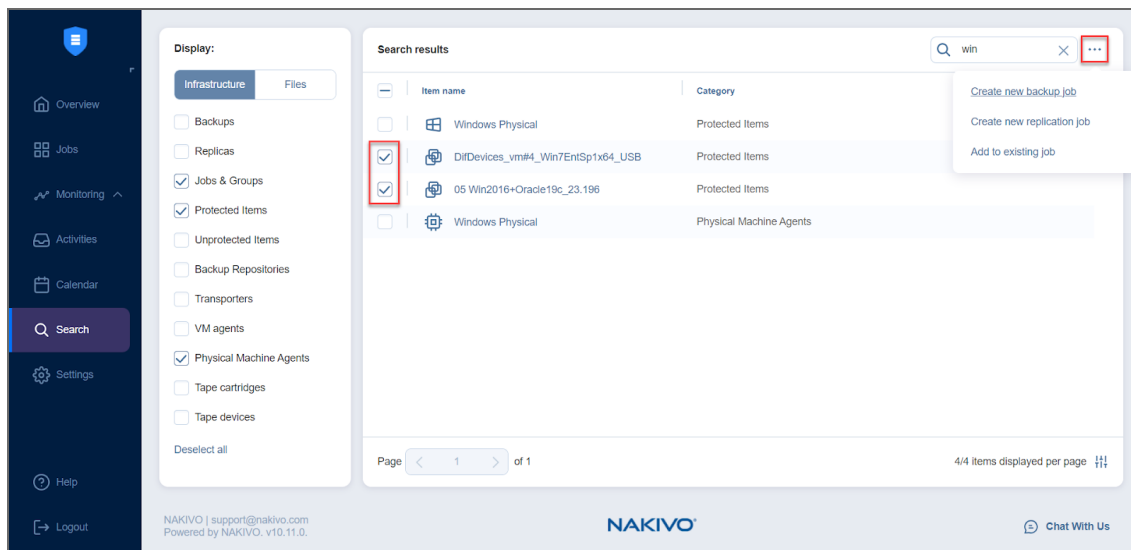 Overview
Jobs
Monitoring
Activities
Calendar
Search
Settings
Help
Logout
Display:
Infrastructure
Files
Backups
Replicas
Jobs & Groups
Protected Items
Unprotected Items
Backup Repositories
Transporters
VM agents
Physical Machine Agents
Tape cartridges
Tape devices
Deselect all
Search results
win
Item name
Category
Windows Physical
Protected Items
DifDevices_vm#4_Win7EntSp1x64_USB
Protected Items
05 Win2016+Oracle19c_23.196
Protected Items
Windows Physical
Physical Machine Agents
Create new backup job
Create new replication job
Add to existing job
Page 1 of 1
4/4 items displayed per page
NAKIVO | support@nakivo.com
Powered by NAKIVO. v10.11.0.
NAKIVO®
Chat With Us